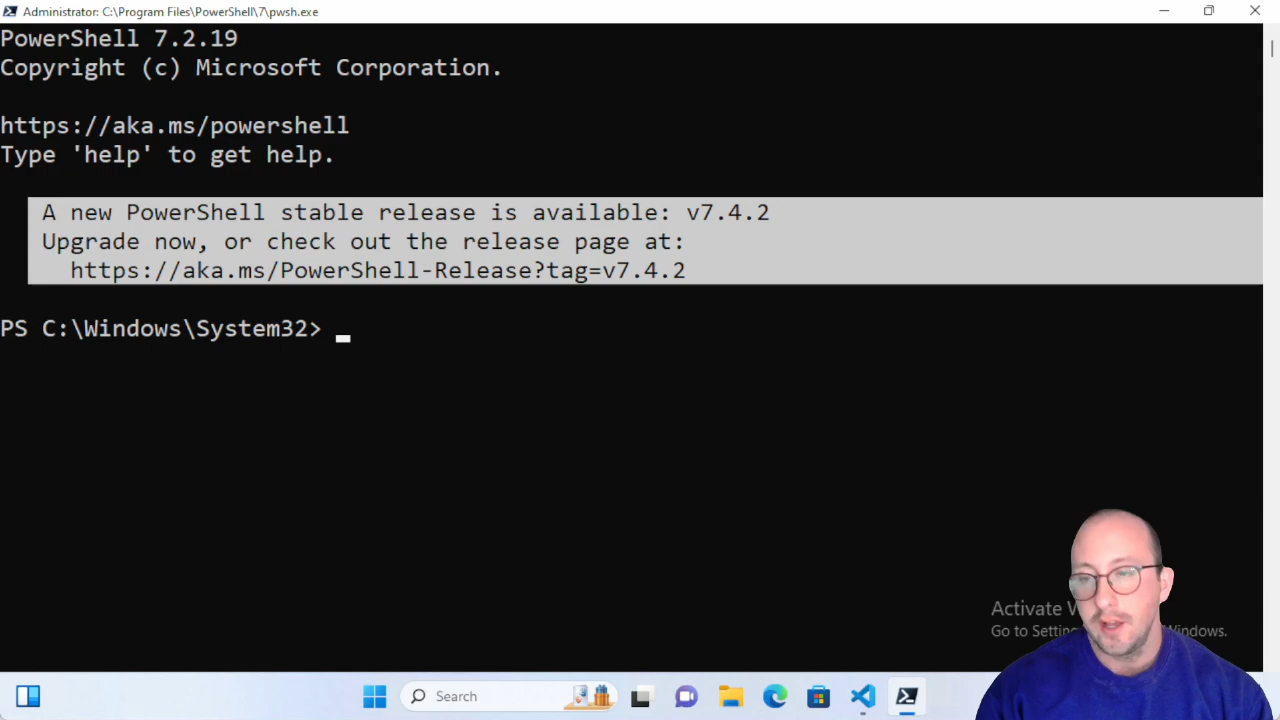 Administrator: C:\Program Files\PowerShell\7\pwsh.exe
PowerShell 7.2.19
Copyright (c) Microsoft Corporation.
https://aka.ms/powershell
Type 'help' to get help.
A new PowerShell stable release is available: v7.4.2
Upgrade now, or check out the release page at:
https://aka.ms/PowerShell-Release?tag=v7.4.2
PS C:\Windows\System32>
Activate
Go to Windows.
Search